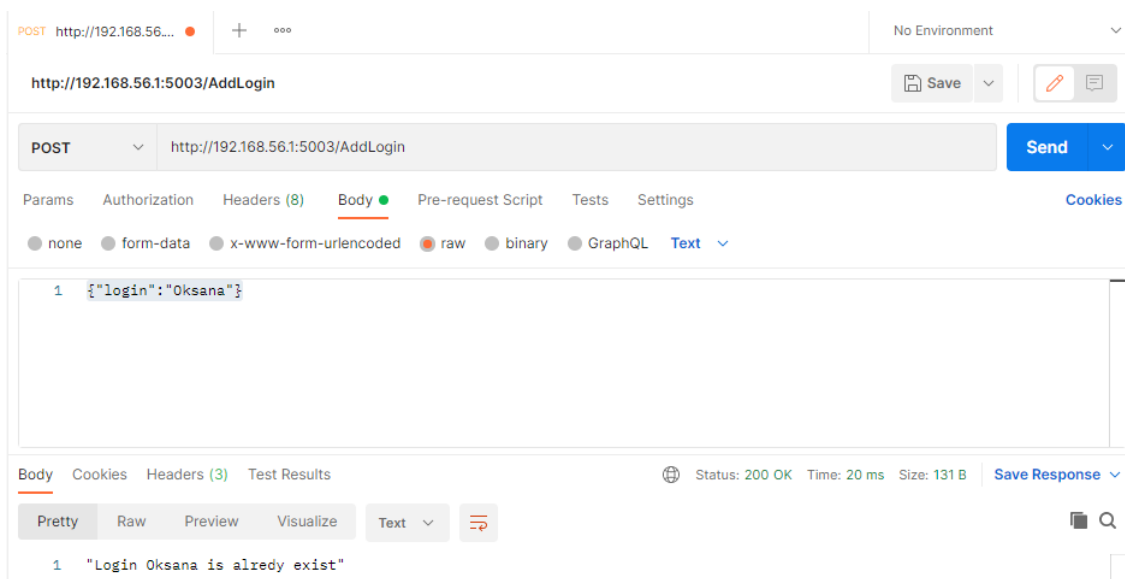 POST http://192.168.56.... + ooo No Environment
http://192.168.56.1:5003/AddLogin Save
POST http://192.168.56.1:5003/AddLogin Send
Params Authorization Headers (8) Body Pre-request Script Tests Settings Cookies
none form-data x-www-form-urlencoded raw binary GraphQL Text
1 {"login":"Oksana"}
Body Cookies Headers (3) Test Results Status: 200 OK Time: 20 ms Size: 131 B Save Response
Pretty Raw Preview Visualize Text
1 "Login Oksana is alredy exist"